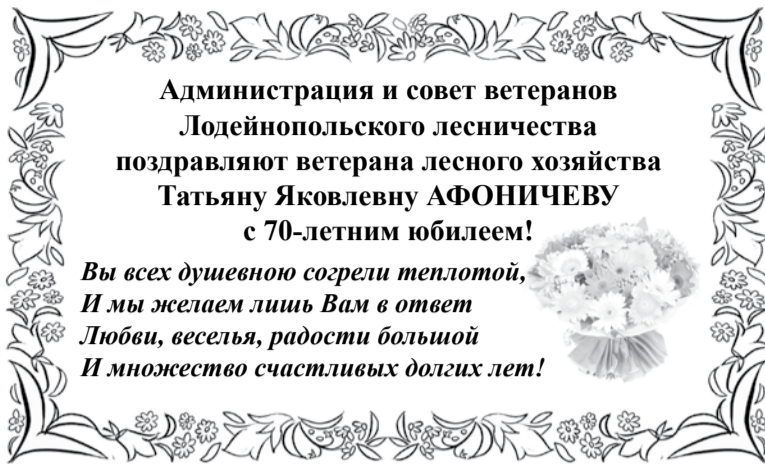 Администрация и совет ветеранов
Лодейнопольского лесничества
поздравляют ветерана лесного хозяйства
Татьяну Яковлевну АФОНИЧЕВУ
с 70-летним юбилеем!
Вы всех душевною согрели теплотой,
И мы желаем лишь Вам в ответ
Любви, веселья, радости большой
И множество счастливых долгих лет!